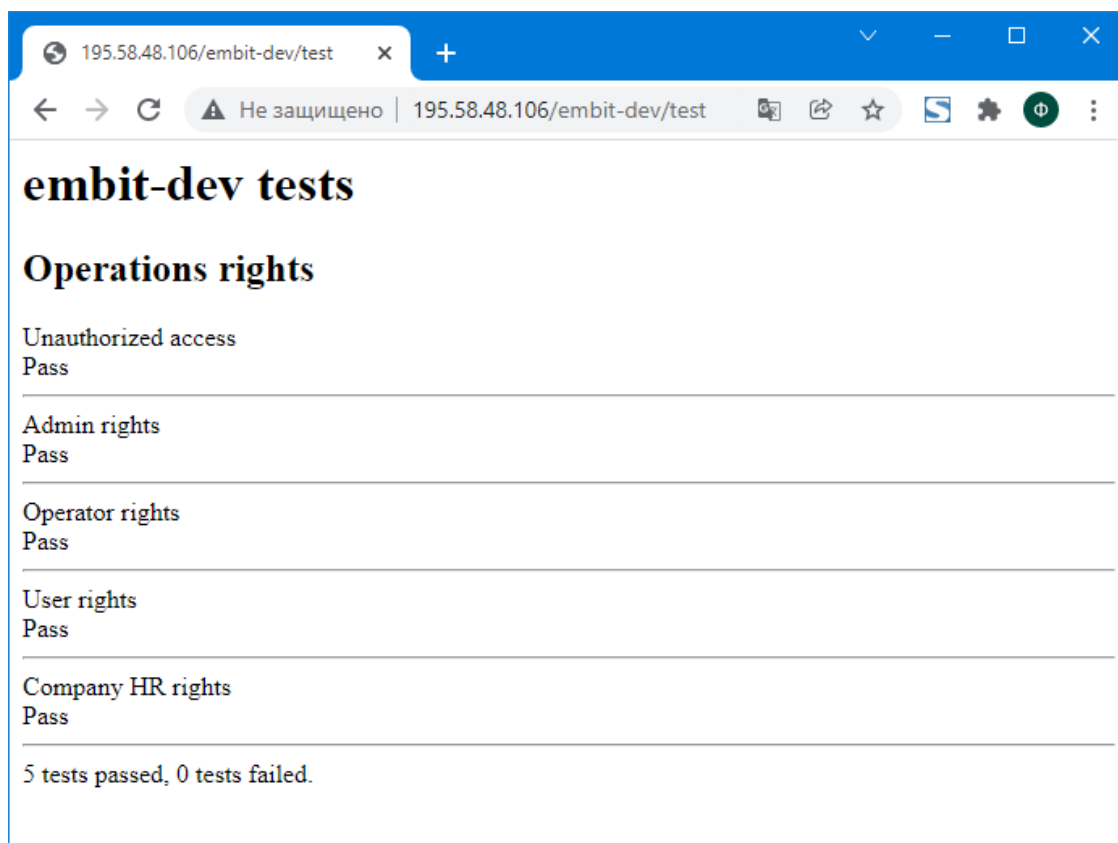 195.58.48.106/embit-dev/test
Не защищено | 195.58.48.106/embit-dev/test
Ф
embit-dev tests
Operations rights
Unauthorized access
Pass
Admin rights
Pass
Operator rights
Pass
User rights
Pass
Company HR rights
Pass
5 tests passed, 0 tests failed.